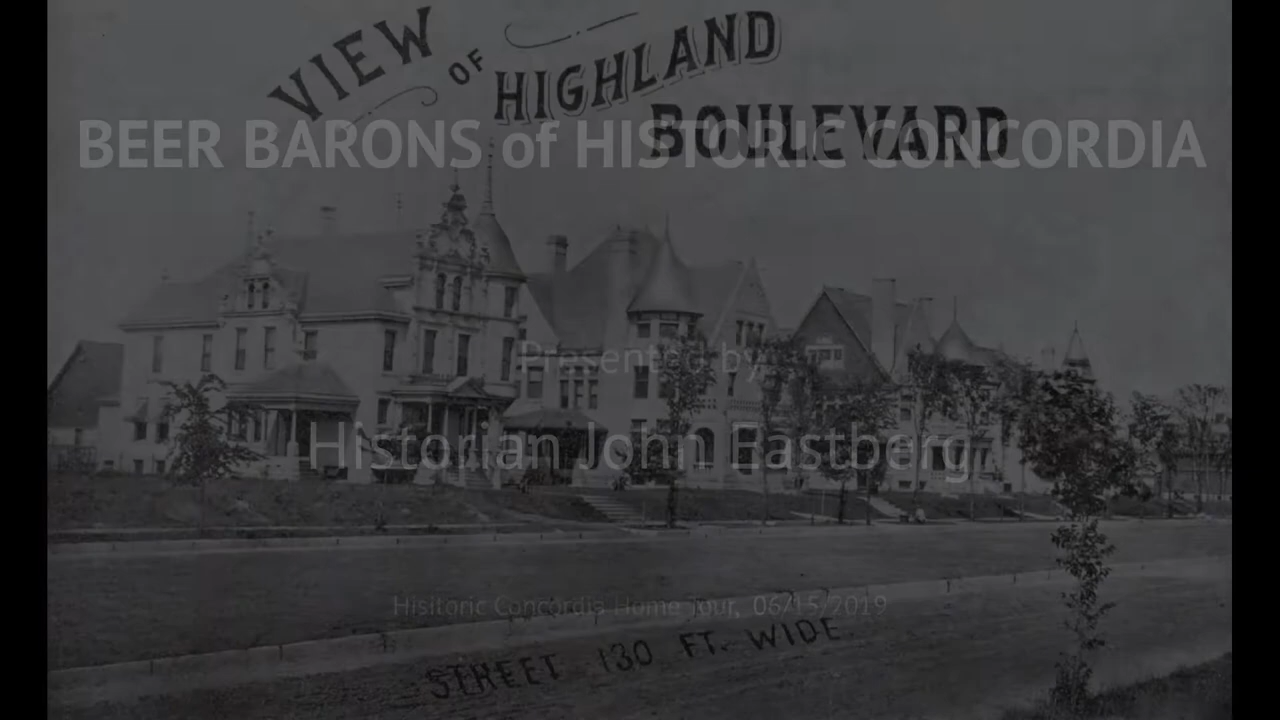 VIEW OF HIGHLAND BOULEVARD
BEER BARONS of HISTORIC CONCORDIA
Presented by
Historian John Eastberg
Hisitoric Concordia Home Tour, 06/15/2019
STREET 130 FT. WIDE.